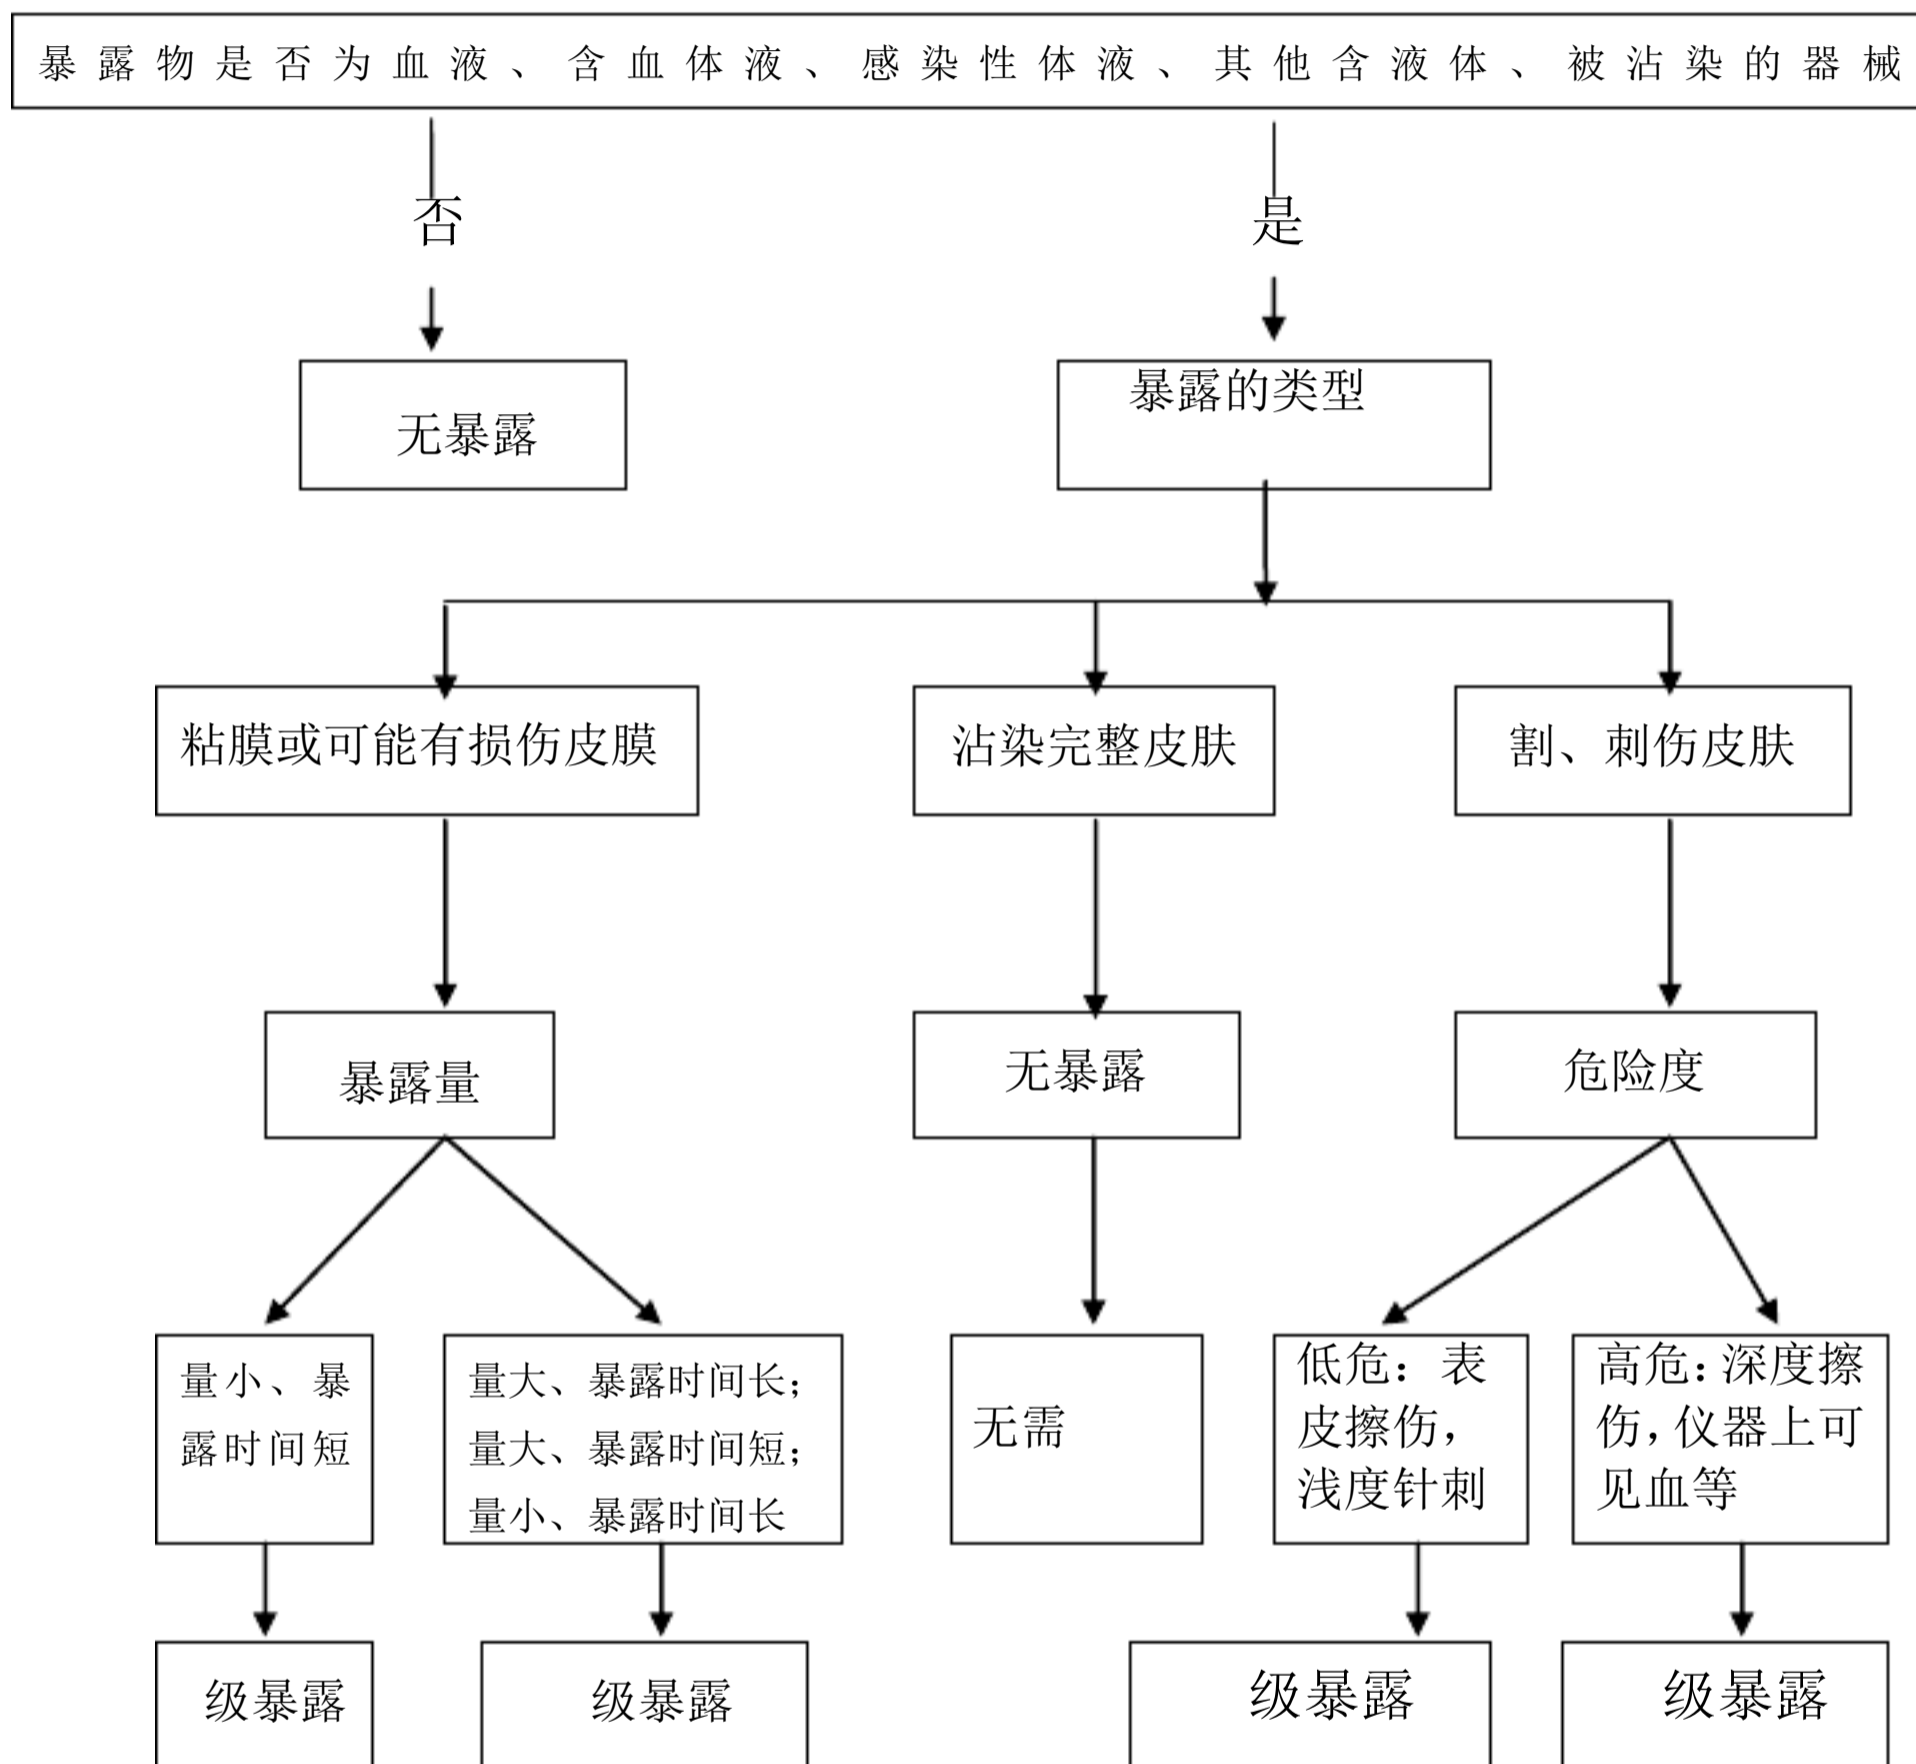 暴露物是否为血液、含血体液、感染性体液、其他含液体、被沾染的器械
否
是
无暴露
暴露的类型
粘膜或可能有损伤皮膜
沾染完整皮肤
割、刺伤皮肤
暴露量
无暴露
危险度
量小、暴
露时间短
量大、暴露时间长;
量大、暴露时间短;
量小、暴露时间长
无需
低危：表
皮擦伤，
浅度针刺
高危：深度擦
伤，仪器上可
见血等
级暴露
级暴露
级暴露
级暴露